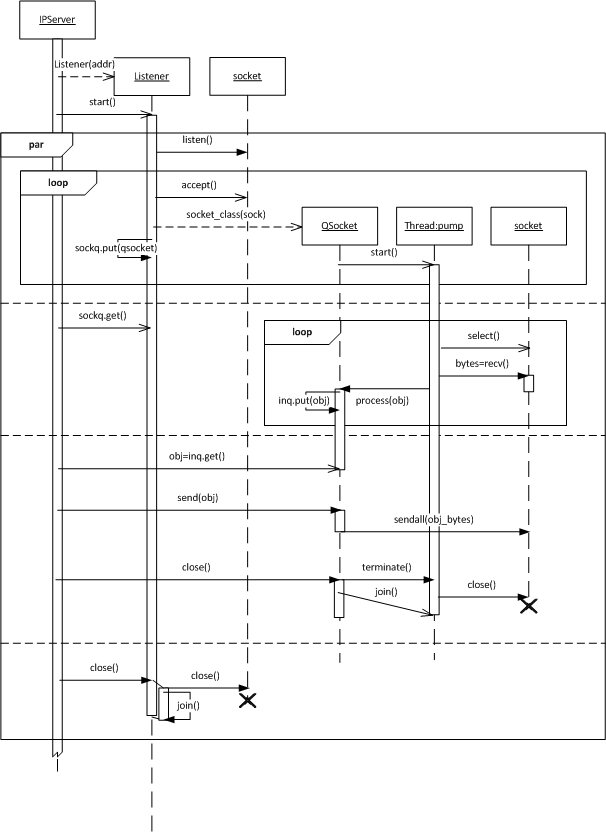 IPServer
Listener(addr)
Listener
socket
start()
par
listen()
loop
accept()
socket_class(sock)
QSocket
Thread:pump
socket
sockq.put(qsocket)
start()
sockq.get()
loop
select()
bytes=recv()
inq.put(obj)
process(obj)
obj=inq.get()
send(obj)
sendall(obj_bytes)
close()
terminate()
join()
close()
close()
close()
join()